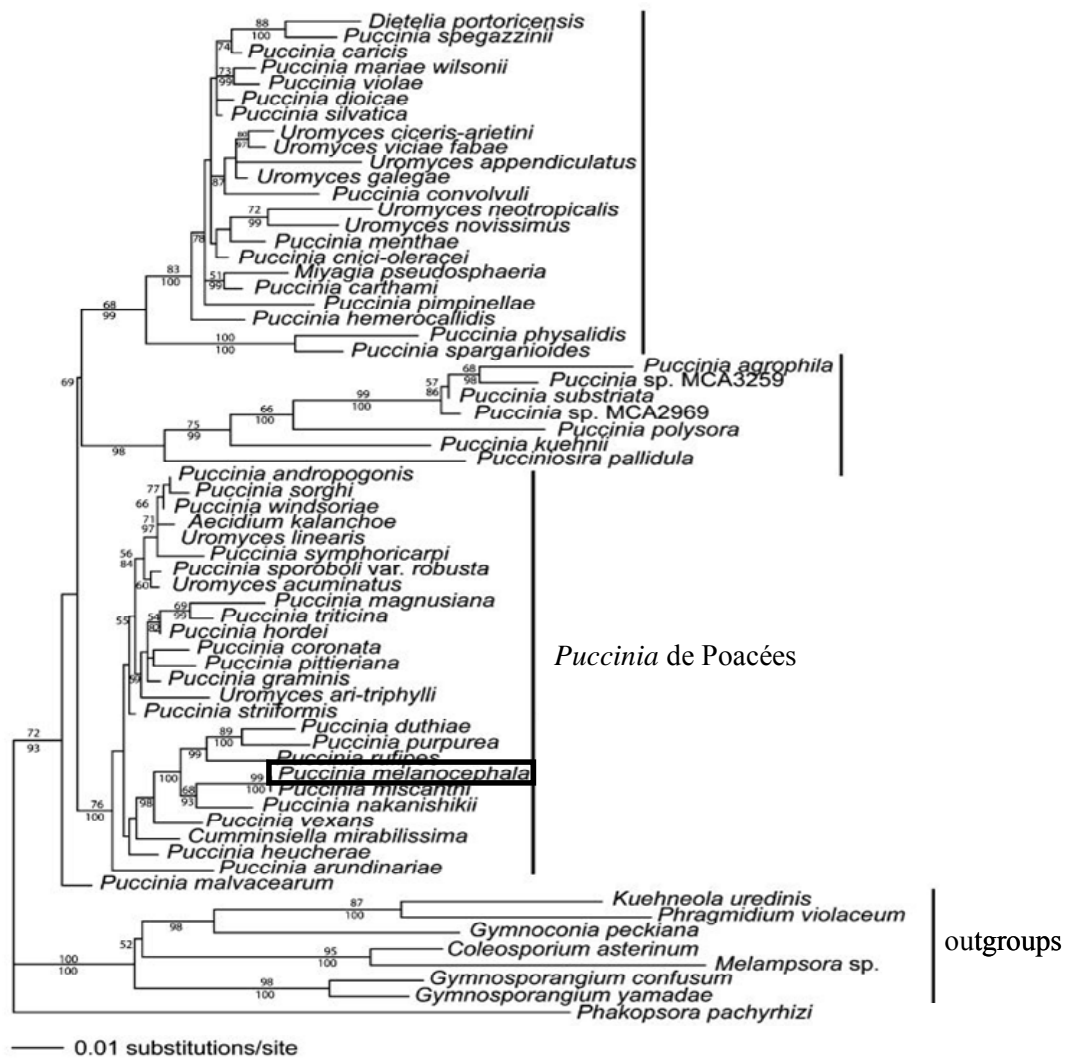 88
Dietelia portoricensis
100
Puccinia spegazzinii
74
Puccinia caricis
73
Puccinia mariae wilsonii
99
Puccinia violae
Puccinia dioicae
Puccinia silvatica
Uromyces ciceris-arietini
97
Uromyces viciae fabae
Uromyces appendiculatus
87
Uromyces galegae
Puccinia convolvuli
72
Uromyces neotropicalis
99
Uromyces novissimus
78
Puccinia menthae
Puccinia cnici-oleracei
51
Miyagia pseudosphaeria
83
99
100
Puccinia carthami
Puccinia pimpinellae
68
99
Puccinia hemerocallidis
100
Puccinia physalidis
100
Puccinia sparganioides
68
Puccinia agrophila
69
57
98
Puccinia sp. MCA3259
99
86
100
Puccinia substriata
66
100
Puccinia sp. MCA2969
75
Puccinia polysora
99
Puccinia kuehnii
98
Pucciniosira pallidula
Puccinia andropogonis
77
Puccinia sorghi
66
Puccinia windsoriae
71
Aecidium kalanchoe
97
Uromyces linearis
56
Puccinia symphoricarpi
84
Puccinia sporoboli var. robusta
60
Uromyces acuminatus
69
Puccinia magnusiana
55
99
Puccinia triticina
Puccinia hordei
Puccinia coronata
Puccinia de Poacées
Puccinia pittieriana
Puccinia graminis
Uromyces ari-triphylli
Puccinia striiformis
89
Puccinia duthiae
72
100
Puccinia purpurea
93
99
Puccinia rufipes
100
99
Puccinia melanocephala
68
100
Puccinia miscanthi
98
93
Puccinia nakanishikii
76
100
Puccinia vexans
Cumminsiella mirabilissima
Puccinia heucherae
Puccinia arundinariae
Puccinia malvacearum
87
Kuehneola uredinis
98
100
Phragmidium violaceum
Gymnoconia peckiana
52
95
Coleosporium asterinum
outgroups
100
100
100
Melampsora sp.
98
Gymnosporangium confusum
100
Gymnosporangium yamadae
Phakopsora pachyrhizi
0.01 substitutions/site